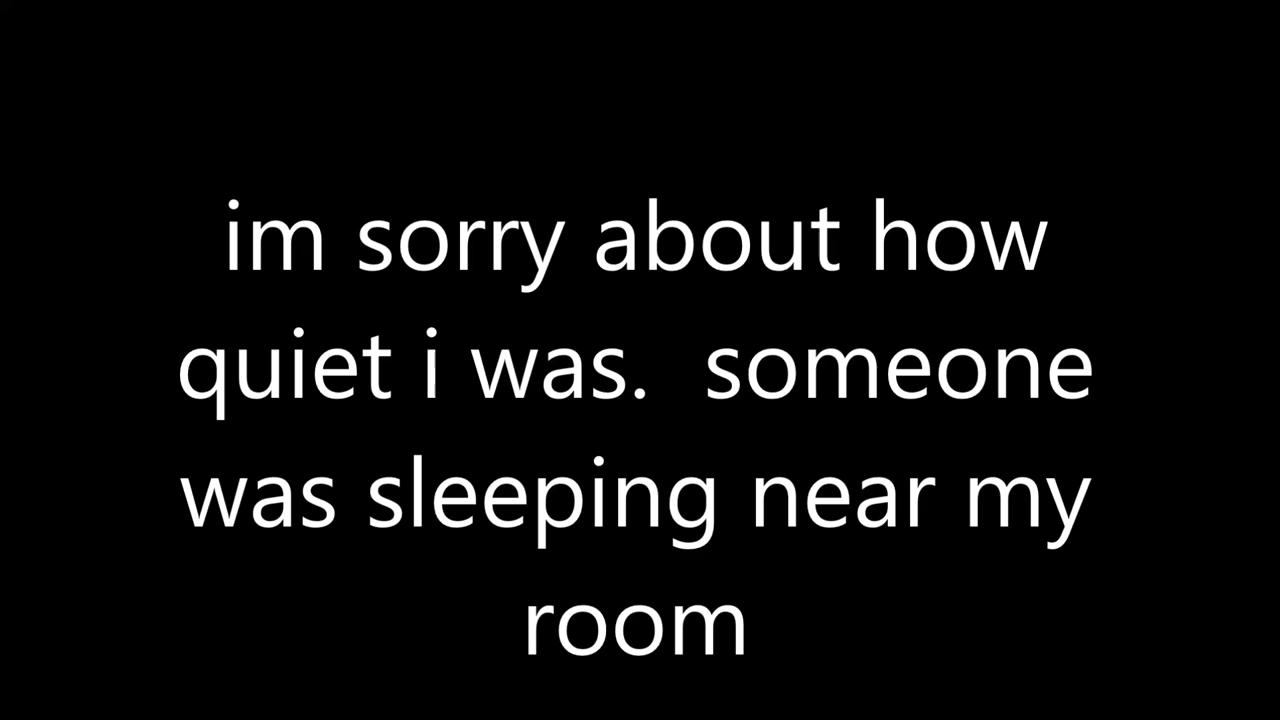 im sorry about how
quiet i was.  someone
was sleeping near my
room